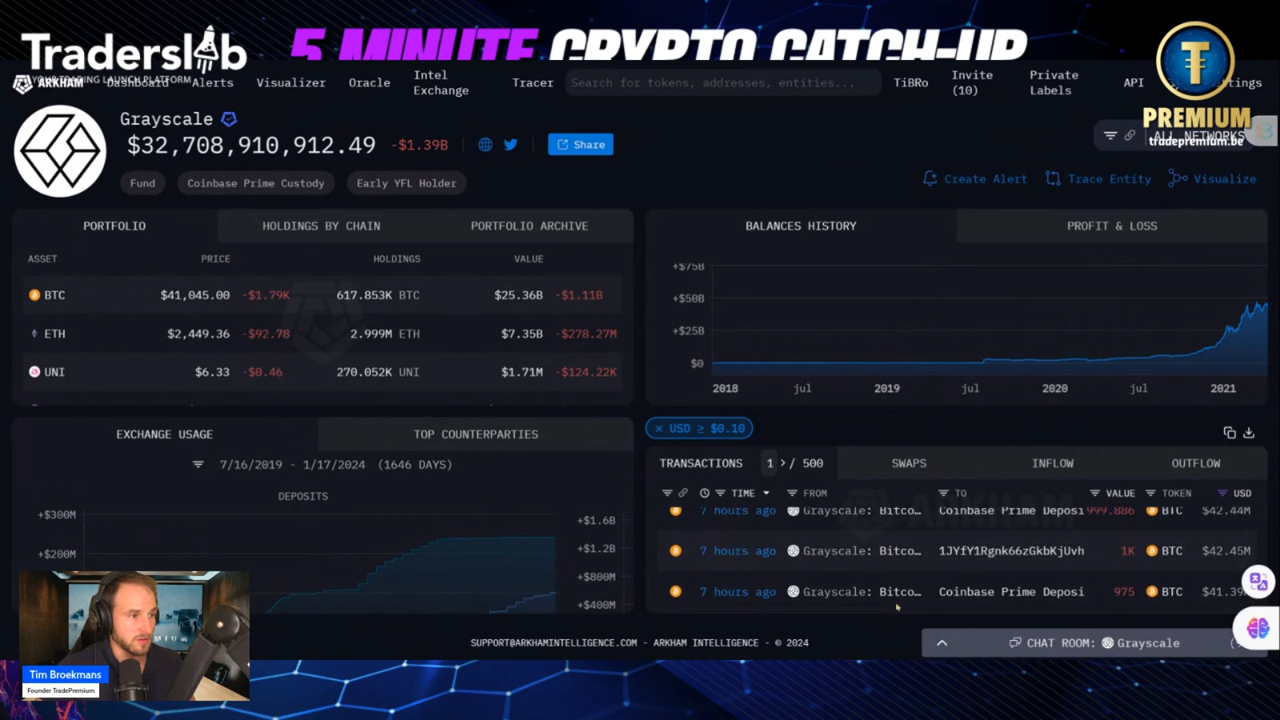 Traderslab
YOUR TRADING LAUNCH PLATFORM
5 MINUTE CRYPTO CATCH-UP
PREMIUM
tradepremium.be
ARKHAM
Dashboard
Alerts
Visualizer
Oracle
Intel
Exchange
Tracer
Search for tokens, addresses, entities...
TiBRo
Invite
(10)
Private
Labels
API
Grayscale
$32,708,910,912.49 -$1.39B
Share
ALL NETWORKS
Fund
Coinbase Prime Custody
Early YFL Holder
Create Alert
Trace Entity
Visualize
PORTFOLIO
HOLDINGS BY CHAIN
PORTFOLIO ARCHIVE
ASSET PRICE HOLDINGS VALUE
BTC $41,045.00 -$1.79K 617.853K BTC $25.36B -$1.11B
ETH $2,449.36 -$92.78 2.999M ETH $7.35B -$278.27M
UNI $6.33 -$0.46 270.052K UNI $1.71M -$124.22K
BALANCES HISTORY
PROFIT & LOSS
+$75B
+$50B
+$25B
$0
2018 jul 2019 jul 2020 jul 2021
EXCHANGE USAGE
TOP COUNTERPARTIES
7/16/2019 - 1/17/2024 (1646 DAYS)
DEPOSITS
+$300M
+$200M
+$1.6B
+$1.2B
+$800M
+$400M
× USD ≥ $0.10
TRANSACTIONS 1 > / 500
SWAPS
INFLOW
OUTFLOW
TIME FROM TO VALUE TOKEN USD
7 hours ago Grayscale: Bitco… Coinbase Prime Deposi 999.886 BTC $42.44M
7 hours ago Grayscale: Bitco… 1JYfY1Rgnk66zGkbKjUvh 1K BTC $42.45M
7 hours ago Grayscale: Bitco… Coinbase Prime Deposi 975 BTC $41.39
ARKHAM
SUPPORT@ARKHAMINTELLIGENCE.COM - ARKHAM INTELLIGENCE - © 2024
CHAT ROOM: Grayscale
Tim Broekmans
Founder TradePremium